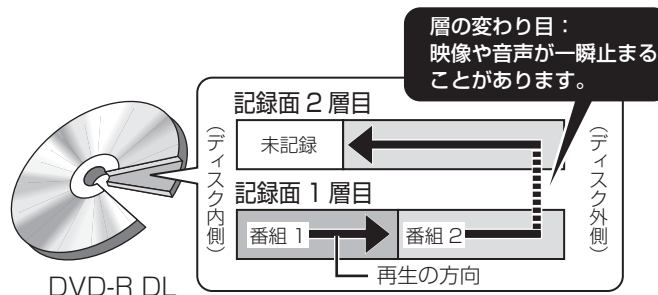 層の変わり目：
映像や音声が一瞬止まる
ことがあります。
記録面 2 層目
未記録
（ディスク内側）
（ディスク外側）
記録面 1 層目
番組 1
番組 2
再生の方向
DVD-R DL